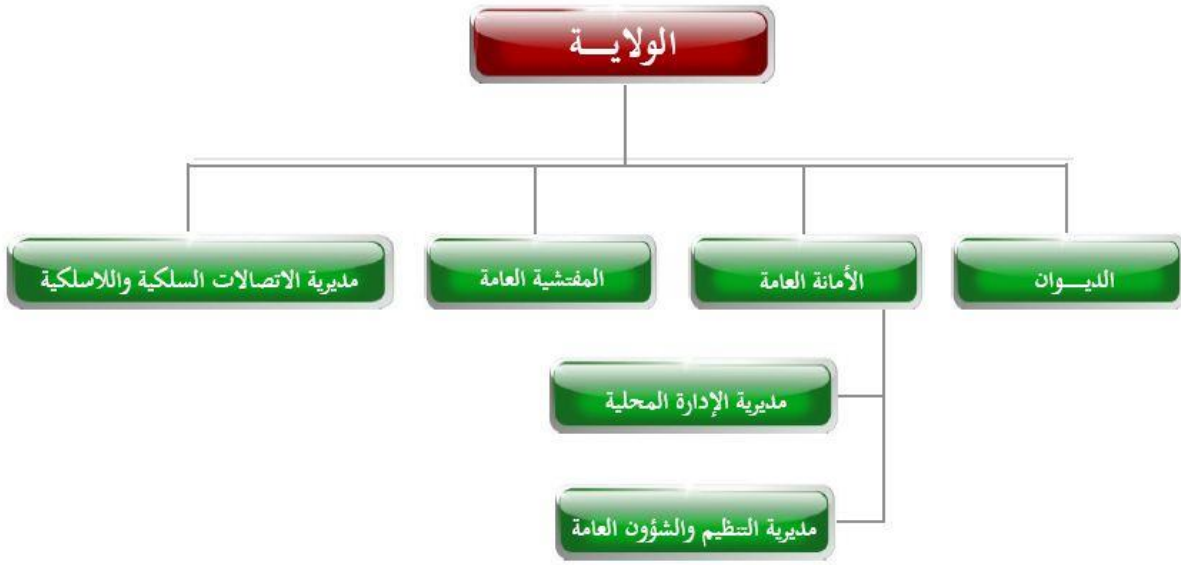 الولايـــة
الديـــوان
الأمانة العامة
المفتشية العامة
مديرية الاتصالات السلكية واللاسلكية
مديرية الإدارة المحلية
مديرية التنظيم والشؤون العامة